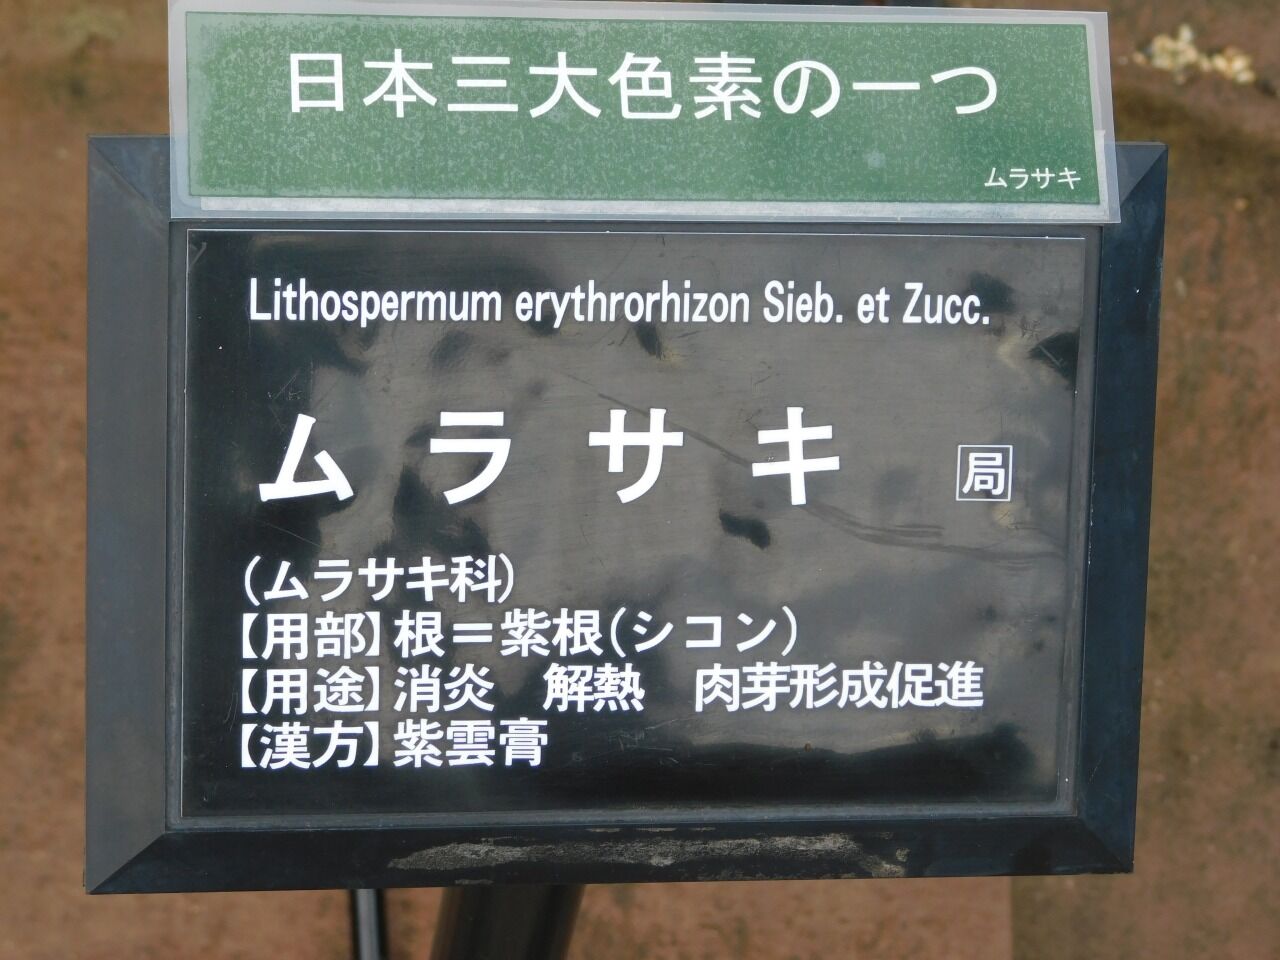 日本三大色素の一つ
ムラサキ
Lithospermum erythrorhizon Sieb. et Zucc.
ムラサキ 局
(ムラサキ科)
【用部】根＝紫根(シコン)
【用途】消炎　解熱　肉芽形成促進
【漢方】紫雲膏